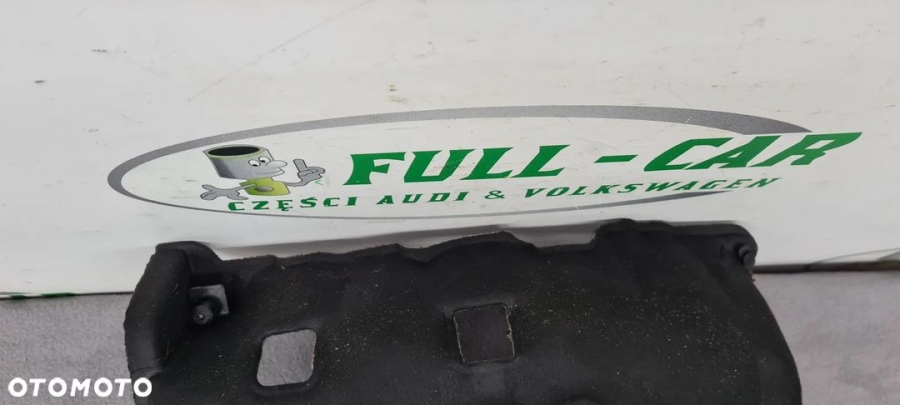 FULL - CAR
CZĘŚCI AUDI & VOLKSWAGEN
OTOMOTO